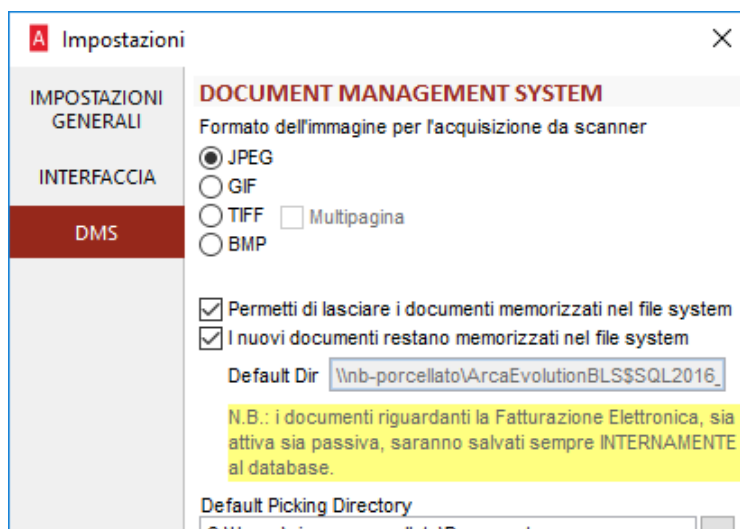 A Impostazioni
IMPOSTAZIONI
GENERALI
INTERFACCIA
DMS
DOCUMENT MANAGEMENT SYSTEM
Formato dell'immagine per l'acquisizione da scanner
JPEG
GIF
TIFF Multipagina
BMP
Permetti di lasciare i documenti memorizzati nel file system
I nuovi documenti restano memorizzati nel file system
Default Dir \\nb-porcellato\ArcaEvolutionBLS$SQL2016_
N.B.: i documenti riguardanti la Fatturazione Elettronica, sia
attiva sia passiva, saranno salvati sempre INTERNAMENTE
al database.
Default Picking Directory